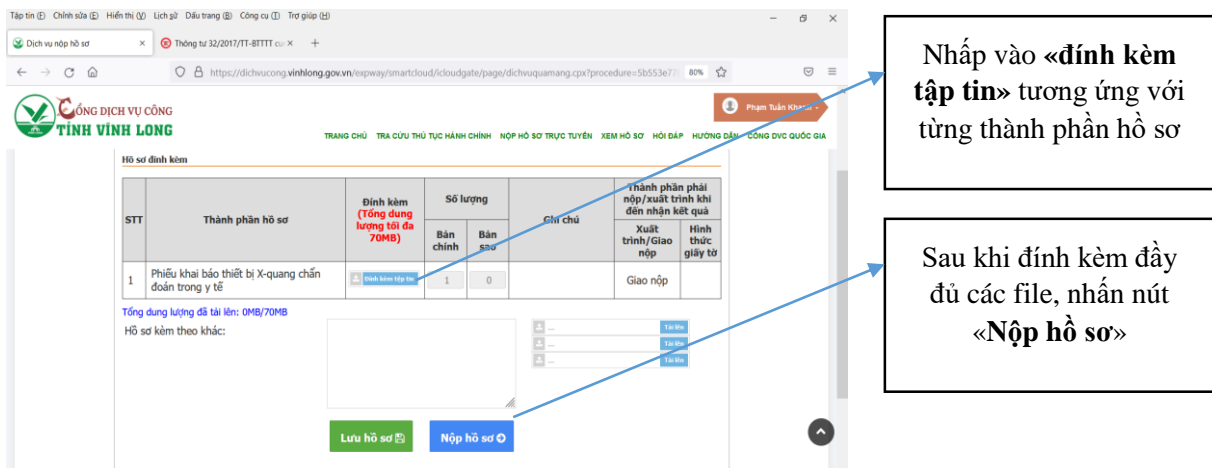 Tập tin (F) Chỉnh sửa (E) Hiển thị (V) Lịch sử Dấu trang (B) Công cụ (T) Trợ giúp (H)
Dịch vụ nộp hồ sơ
Thông tư 32/2017/TT-BTTTT
https://dichvucong.vinhlong.gov.vn/expway/smartcloud/icloudgate/page/dichvuquamang.cpx?procedure=5b553e77
80%
CỔNG DỊCH VỤ CÔNG
TỈNH VĨNH LONG
Phạm Tuấn
TRANG CHỦ TRA CỨU THỦ TỤC HÀNH CHÍNH NỘP HỒ SƠ TRỰC TUYẾN XEM HỒ SƠ HỎI ĐÁP HƯỚNG DẪN CỔNG DVC QUỐC GIA
Hồ sơ đính kèm
STT
Thành phần hồ sơ
Đính kèm
(Tổng dung
lượng tối đa
70MB)
Số lượng
Bản
chính
Bản
sao
Ghi chú
Thành phần phải
nộp/xuất trình khi
đến nhận kết quả
Xuất
trình/Giao
nộp
Hình
thức
giấy tờ
1
Phiếu khai báo thiết bị X-quang chẩn
đoán trong y tế
Đính kèm tệp tin
1
0
Giao nộp
Tổng dung lượng đã tải lên: 0MB/70MB
Hồ sơ kèm theo khác:
... Tải lên
... Tải lên
... Tải lên
Lưu hồ sơ
Nộp hồ sơ
Nhấp vào «đính kèm
tập tin» tương ứng với
từng thành phần hồ sơ
Sau khi đính kèm đầy
đủ các file, nhấn nút
«Nộp hồ sơ»